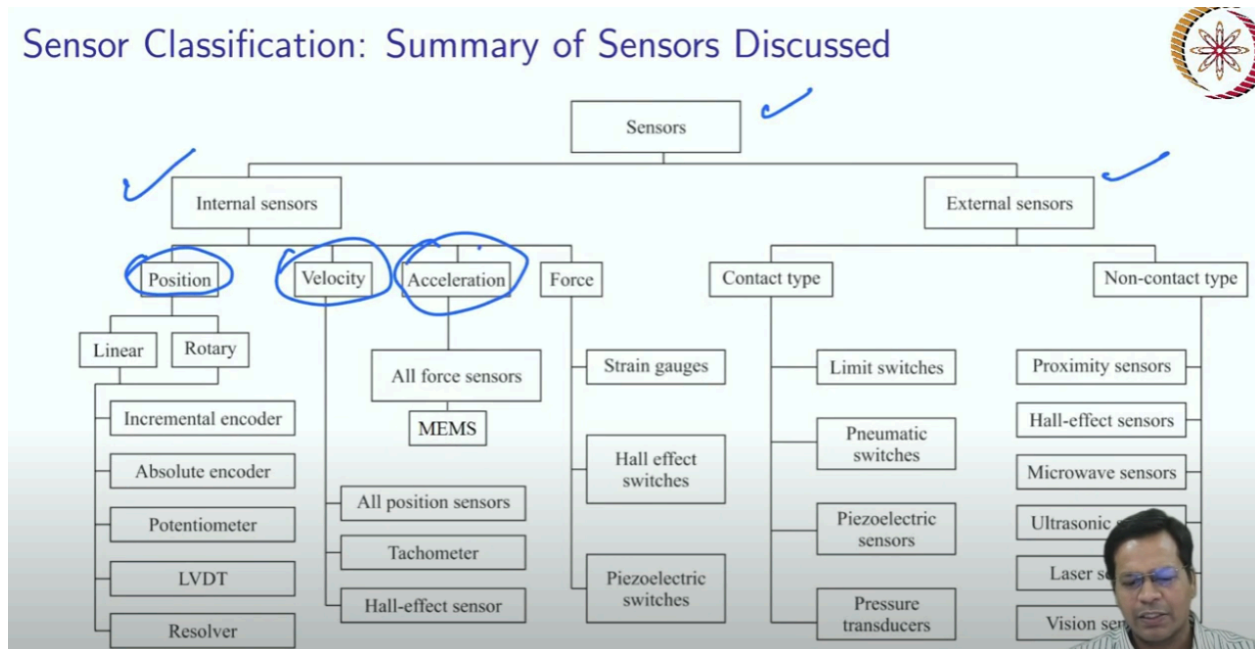 Sensor Classification: Summary of Sensors Discussed
Sensors
Internal sensors
External sensors
Position
Velocity
Acceleration
Force
Contact type
Non-contact type
Linear
Rotary
Incremental encoder
Absolute encoder
Potentiometer
LVDT
Resolver
All position sensors
Tachometer
Hall-effect sensor
All force sensors
MEMS
Strain gauges
Hall effect
switches
Piezoelectric
switches
Limit switches
Pneumatic
switches
Piezoelectric
sensors
Pressure
transducers
Proximity sensors
Hall-effect sensors
Microwave sensors
Ultrasonic
Laser
Vision